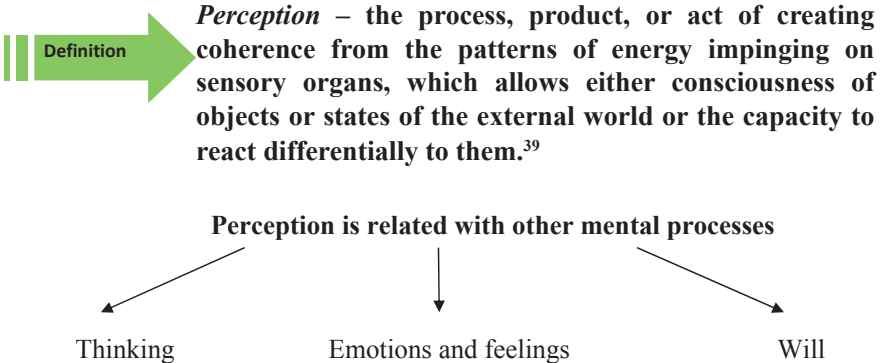 Definition
Perception – the process, product, or act of creating
coherence from the patterns of energy impinging on
sensory organs, which allows either consciousness of
objects or states of the external world or the capacity to
react differentially to them.39
Perception is related with other mental processes
Thinking Emotions and feelings Will